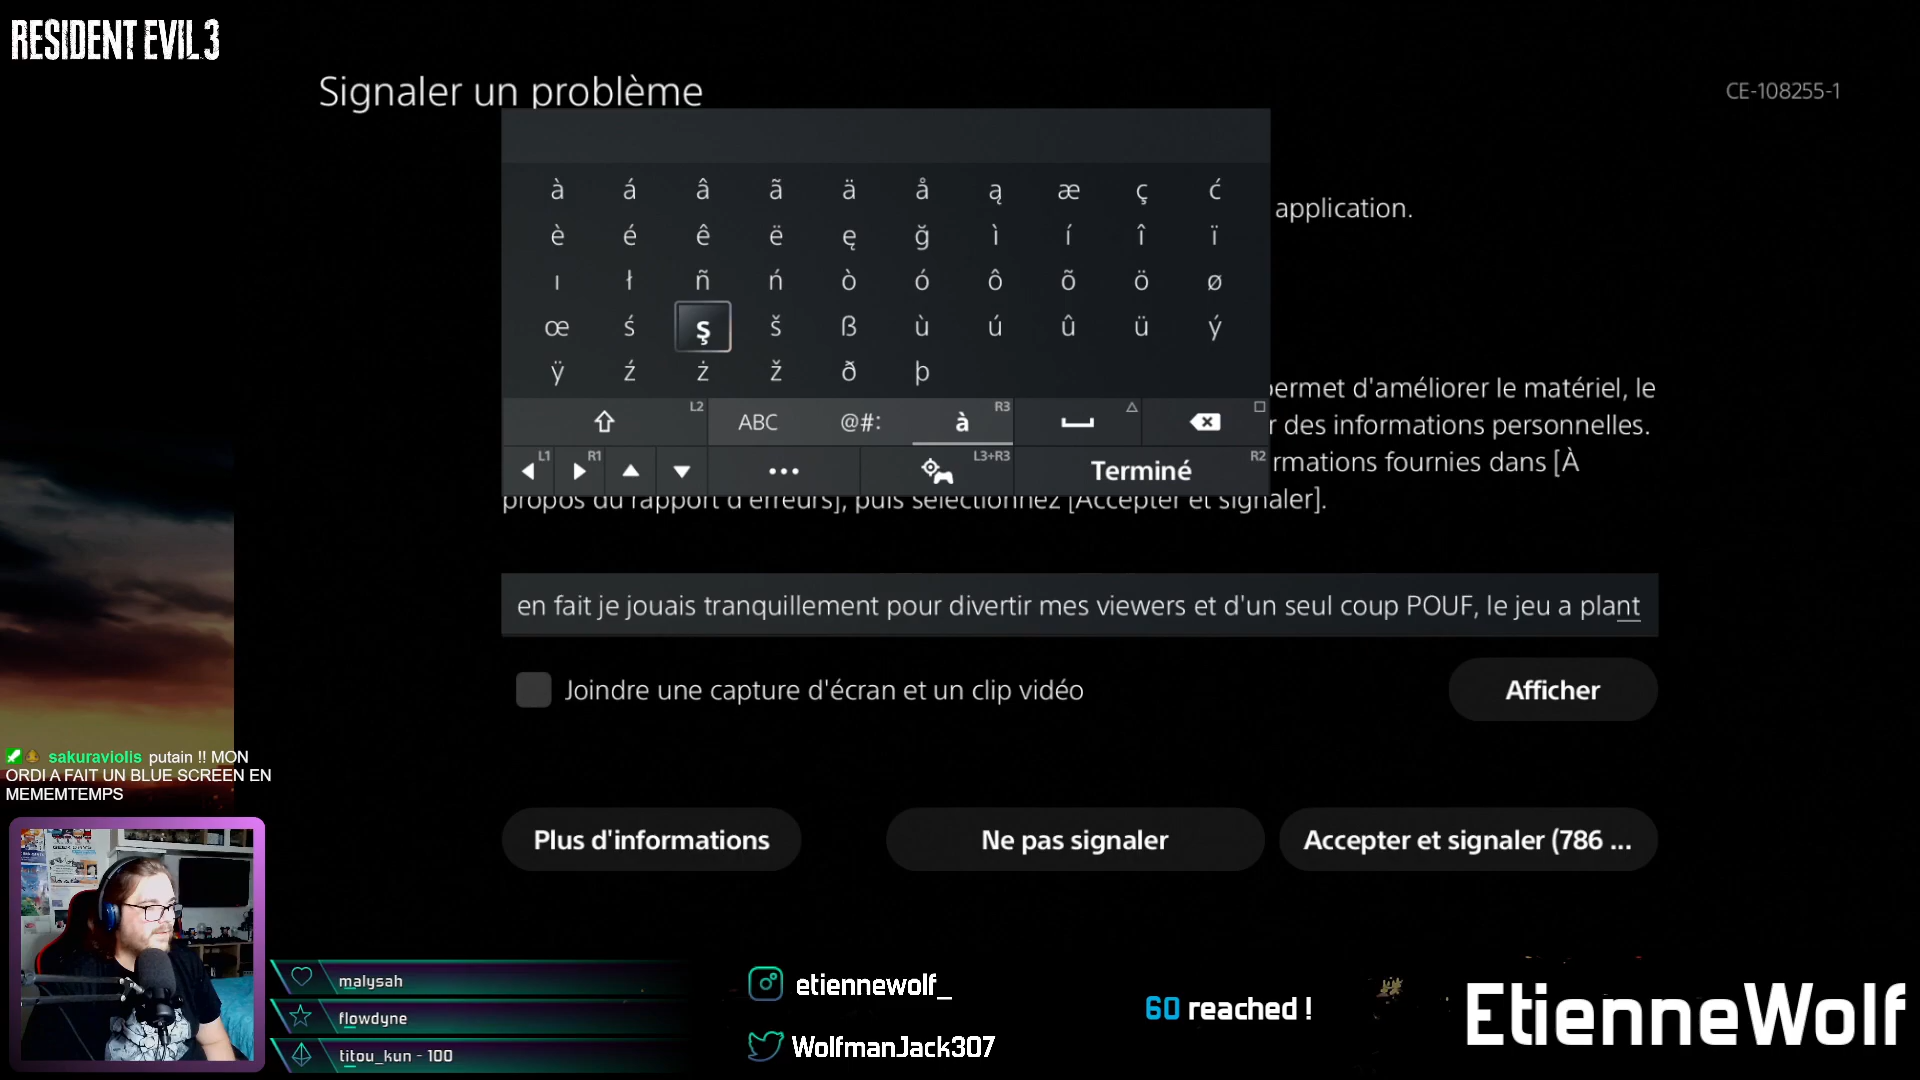 RESIDENT EVIL 3
Signaler un problème
CE-108255-1
application.
à á â ã ä å ą æ ç ć
è é ê ë ę ğ ì í î ï
ı ł ñ ń ò ó ô õ ö ø
œ ś ş š ß ù ú û ü ý
ÿ ź ż ž ð þ
L2 ABC @#: à R3
L1 R1 ••• L3+R3 Terminé R2
permet d'améliorer le matériel, le
r des informations personnelles.
rmations fournies dans [À
propos du rapport d'erreurs], puis sélectionnez [Accepter et signaler].
en fait je jouais tranquillement pour divertir mes viewers et d'un seul coup POUF, le jeu a plant
Joindre une capture d'écran et un clip vidéo
Afficher
sakuraviolis putain !! MON
ORDI A FAIT UN BLUE SCREEN EN
MEMEMTEMPS
Plus d'informations
Ne pas signaler
Accepter et signaler (786 ...
malysah
flowdyne
titou_kun - 100
etiennewolf_
WolfmanJack307
60 reached !
EtienneWolf